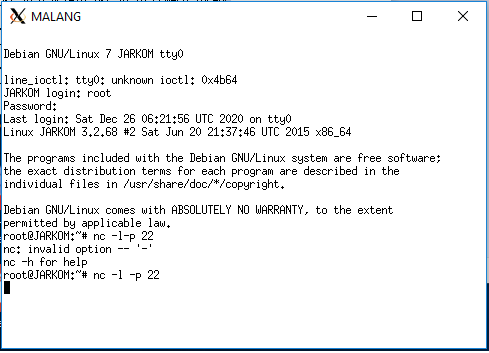 MALANG
Debian GNU/Linux 7 JARKOM tty0
line_ioctl: tty0: unknown ioctl: 0x4b64
JARKOM login: root
Password:
Last login: Sat Dec 26 06:21:56 UTC 2020 on tty0
Linux JARKOM 3.2.68 #2 Sat Jun 20 21:37:46 UTC 2015 x86_64
The programs included with the Debian GNU/Linux system are free software;
the exact distribution terms for each program are described in the
individual files in /usr/share/doc/*/copyright.
Debian GNU/Linux comes with ABSOLUTELY NO WARRANTY, to the extent
permitted by applicable law.
root@JARKOM:~# nc -l-p 22
nc: invalid option -- '-'
nc -h for help
root@JARKOM:~# nc -l -p 22